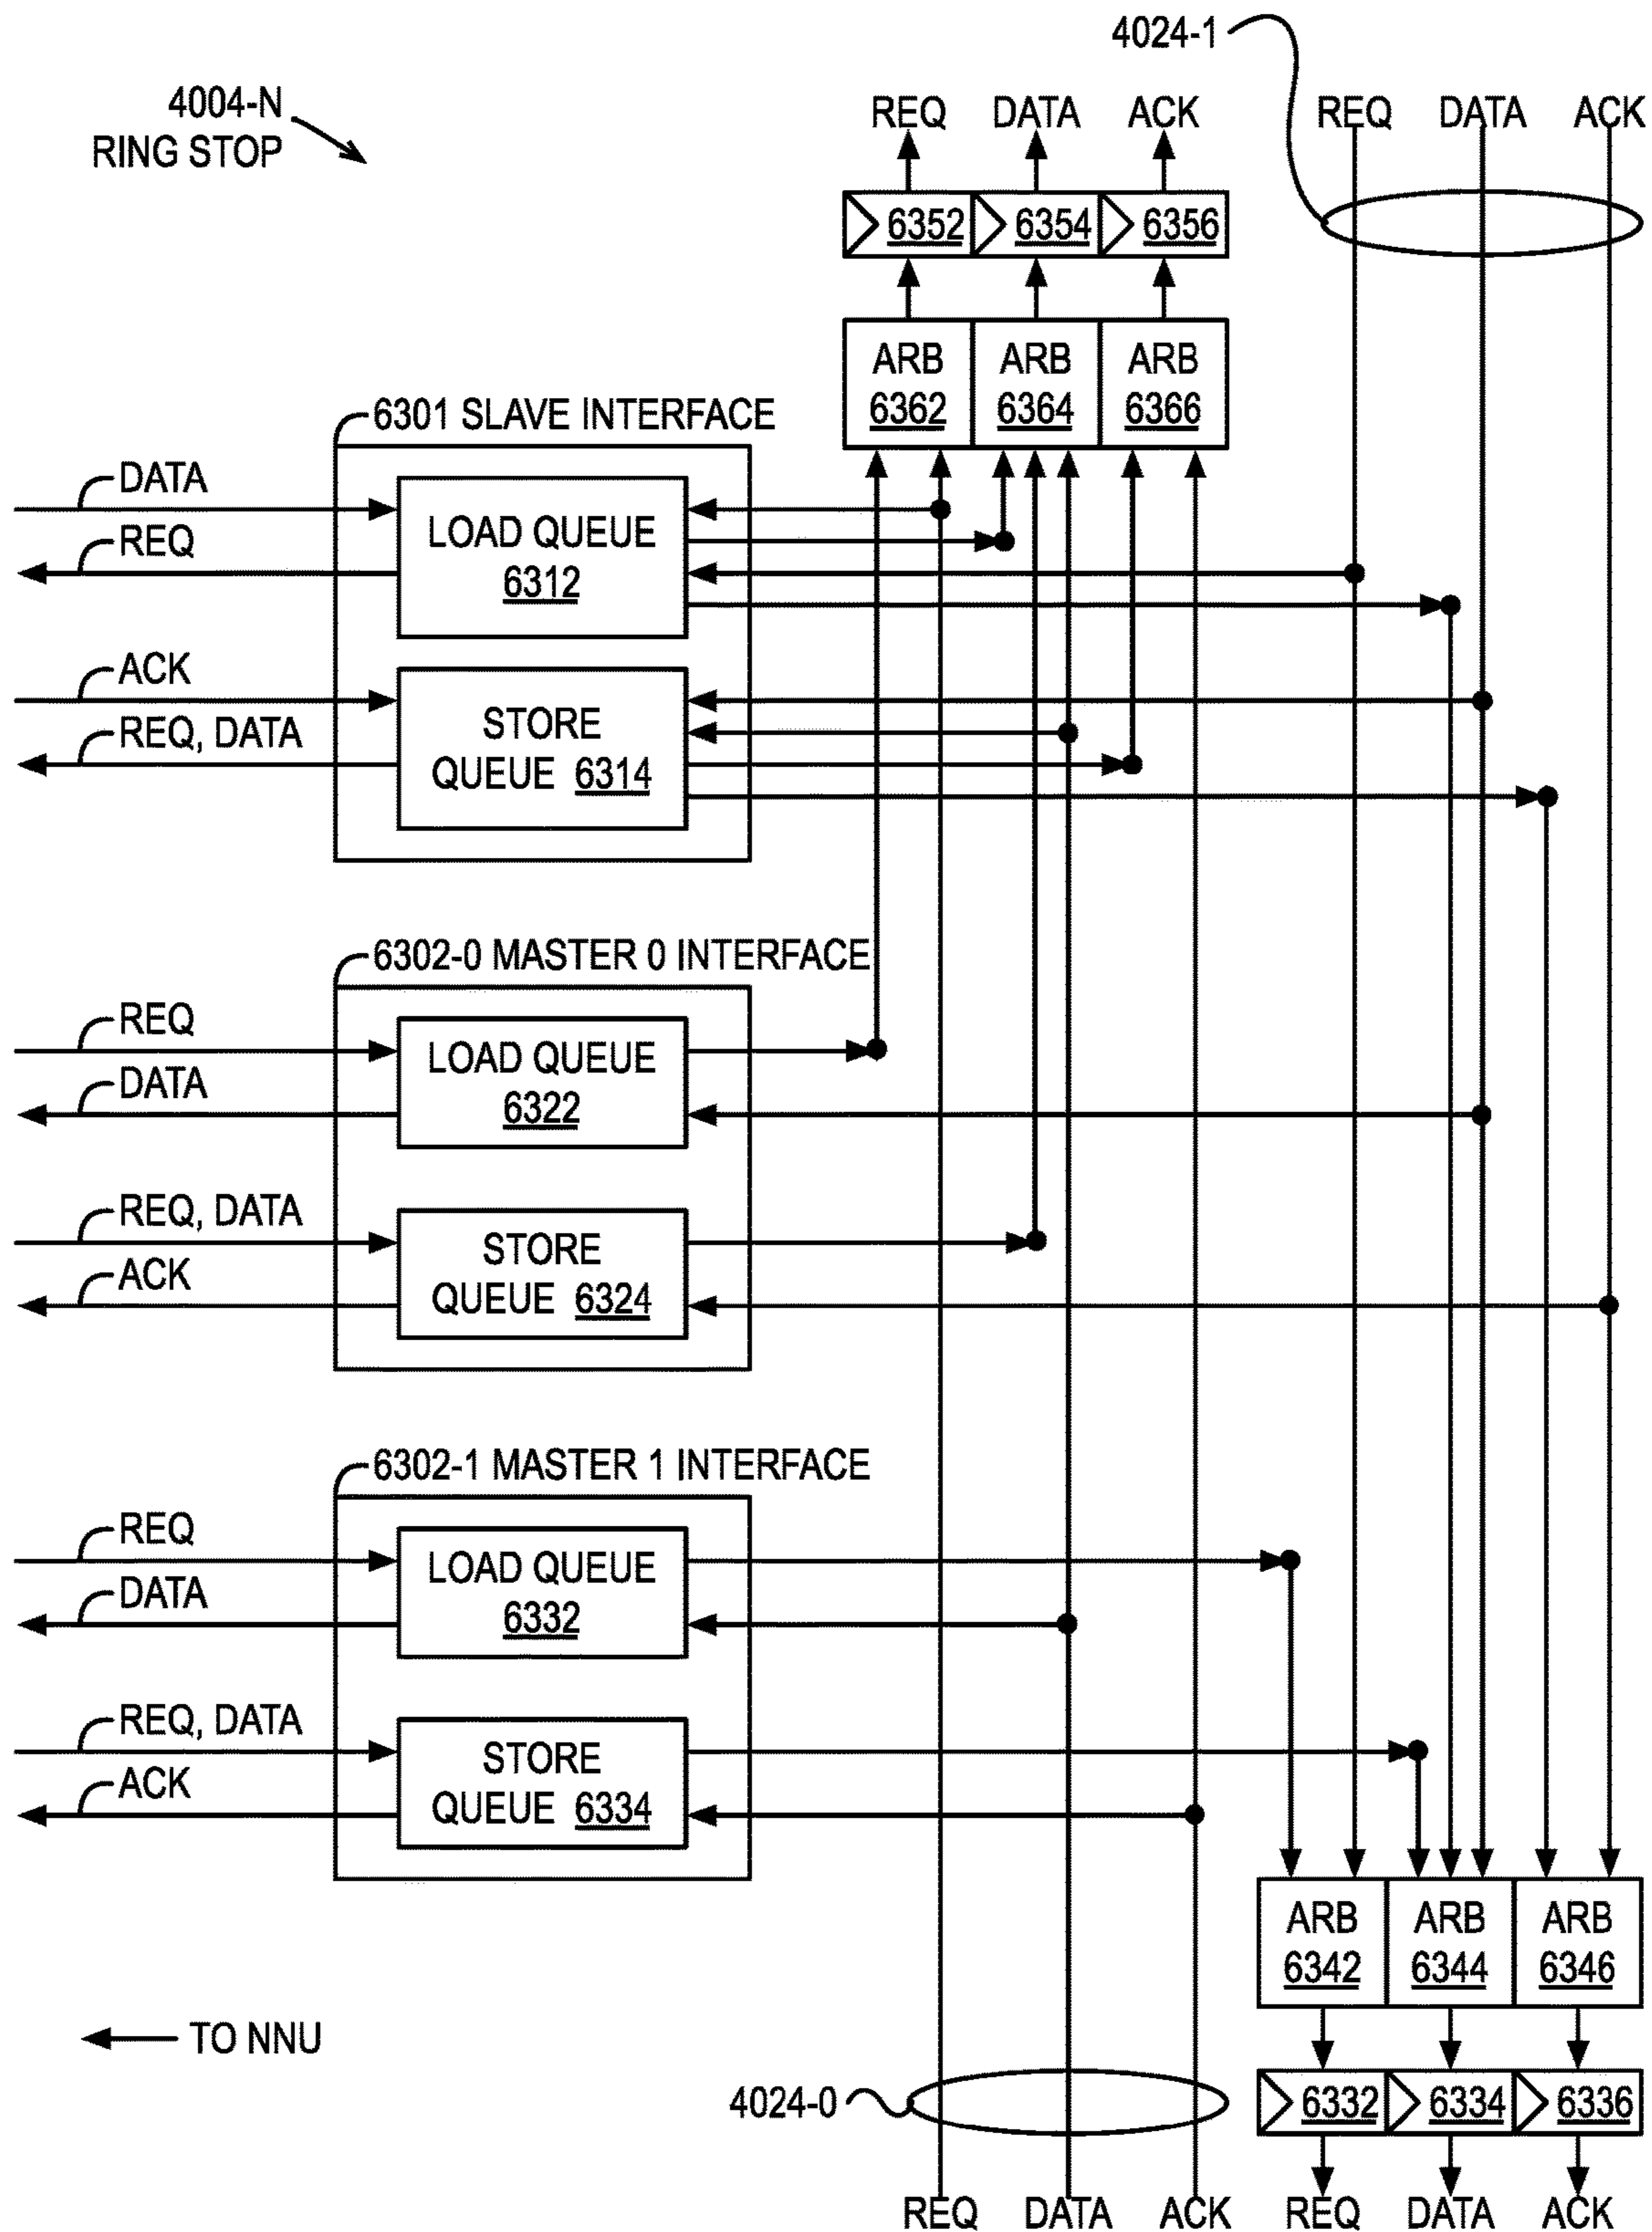 4024-1
4004-N
RING STOP
REQ DATA ACK
REQ DATA ACK
6352 6354 6356
ARB 6362
ARB 6364
ARB 6366
6301 SLAVE INTERFACE
DATA
REQ
LOAD QUEUE
6312
ACK
REQ, DATA
STORE
QUEUE 6314
6302-0 MASTER 0 INTERFACE
REQ
DATA
LOAD QUEUE
6322
REQ, DATA
ACK
STORE
QUEUE 6324
6302-1 MASTER 1 INTERFACE
REQ
DATA
LOAD QUEUE
6332
REQ, DATA
ACK
STORE
QUEUE 6334
ARB 6342
ARB 6344
ARB 6346
TO NNU
4024-0
6332 6334 6336
REQ DATA ACK
REQ DATA ACK